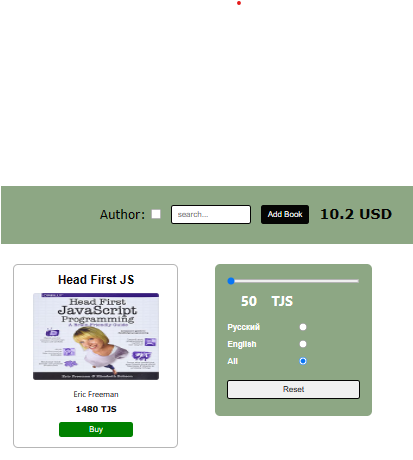 Author: search... Add Book 10.2 USD
Head First JS
Head First
JavaScript
Programming
A Brain-Friendly Guide
Eric Freeman & Elisabeth Robson
Eric Freeman
1480 TJS
Buy
50 TJS
Русский
English
All
Reset